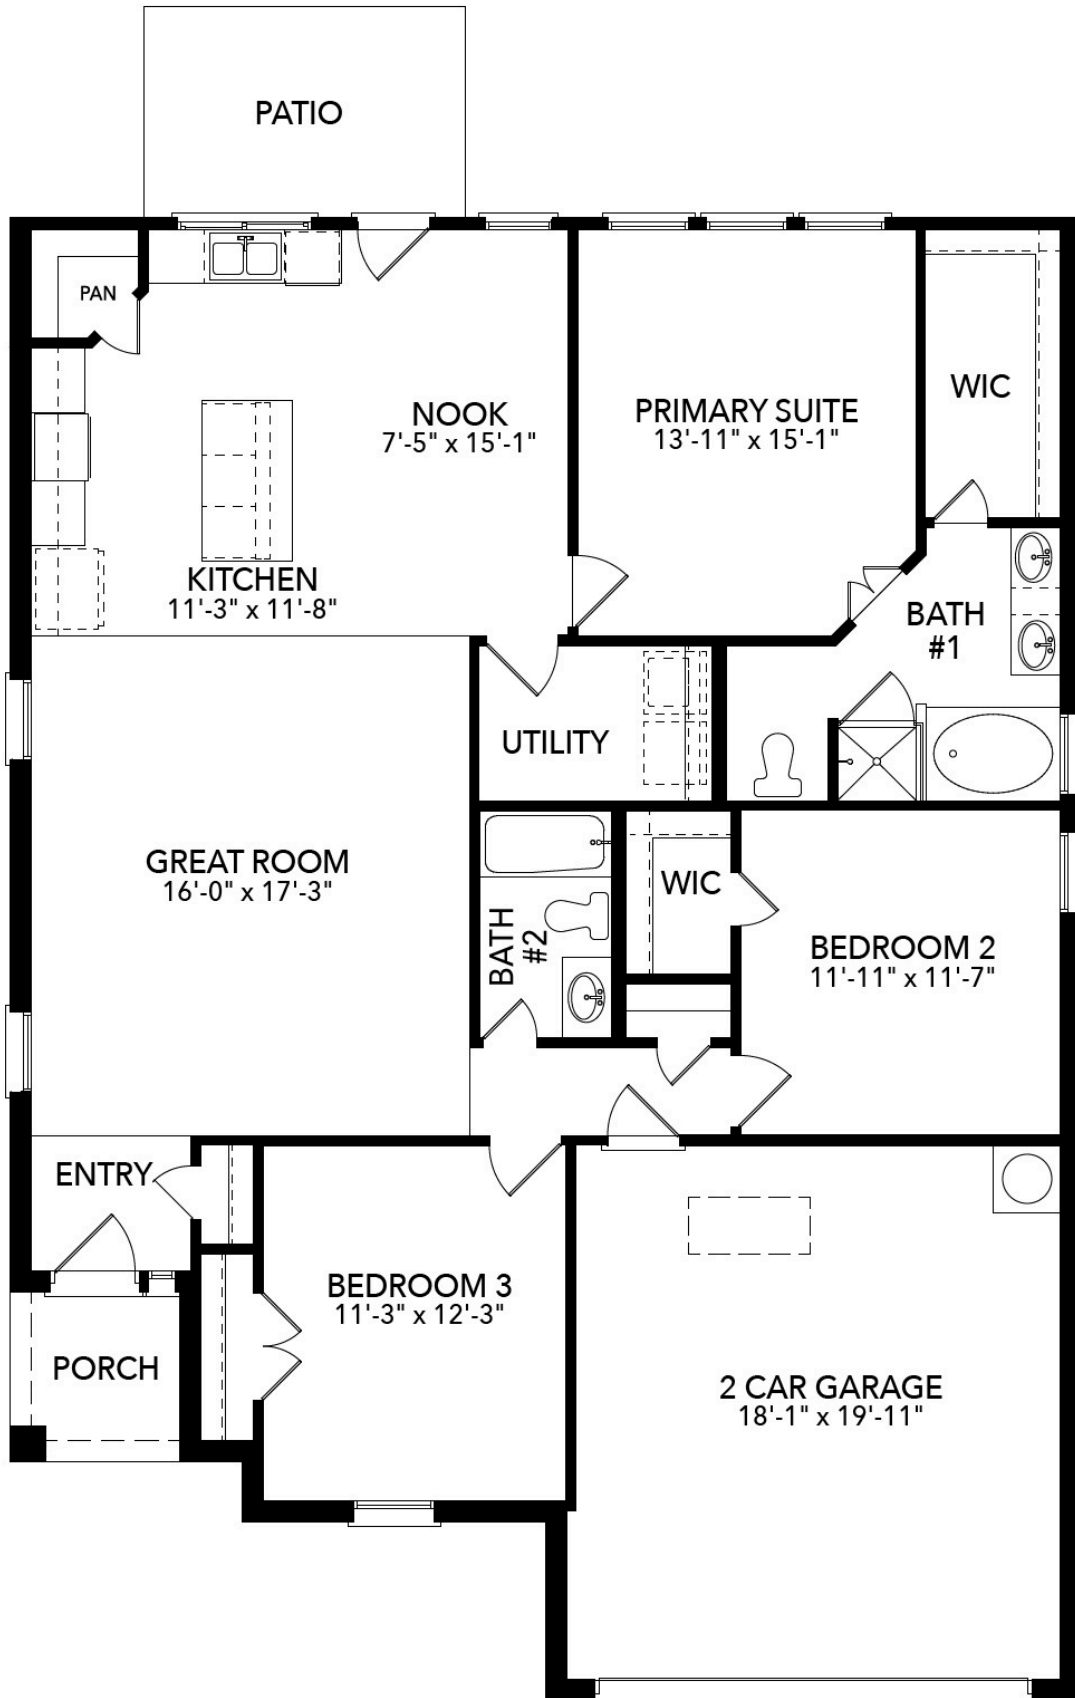 PATIO
PAN
NOOK
7'-5" x 15'-1"
PRIMARY SUITE
13'-11" x 15'-1"
WIC
KITCHEN
11'-3" x 11'-8"
BATH
#1
UTILITY
GREAT ROOM
16'-0" x 17'-3"
BATH
#2
WIC
BEDROOM 2
11'-11" x 11'-7"
ENTRY
BEDROOM 3
11'-3" x 12'-3"
PORCH
2 CAR GARAGE
18'-1" x 19'-11"